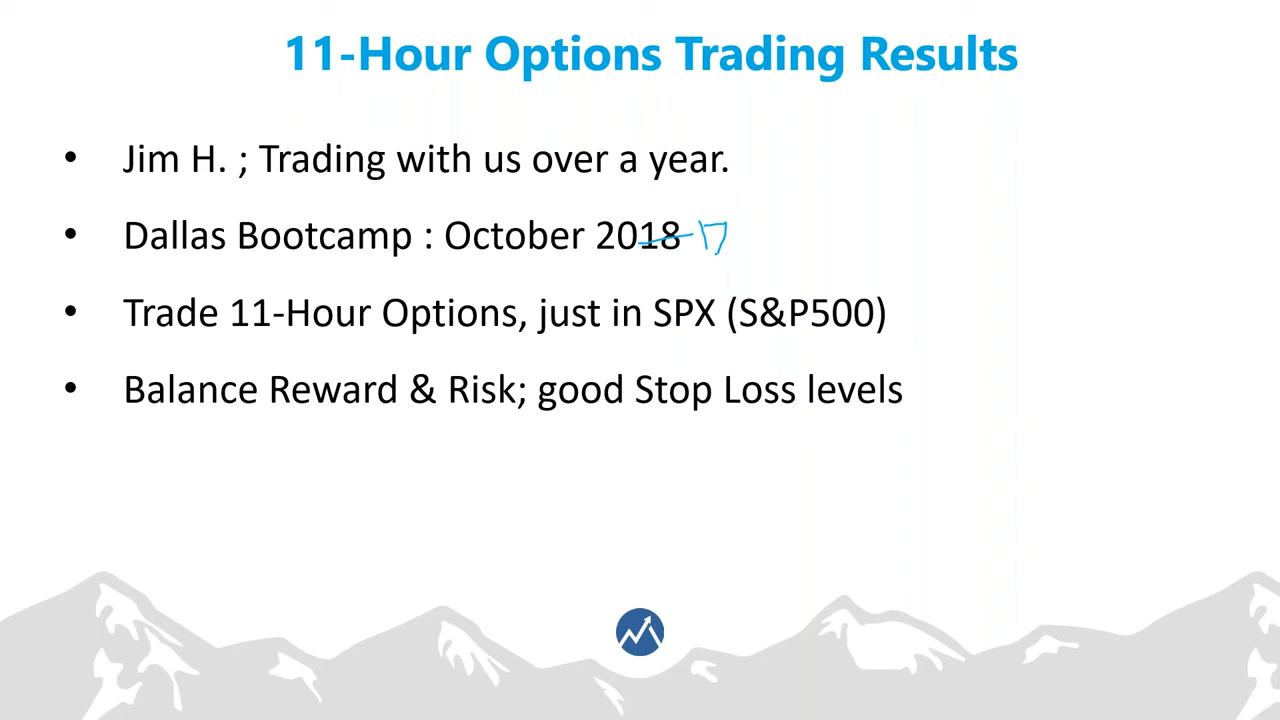 11-Hour Options Trading Results
• Jim H. ; Trading with us over a year.
• Dallas Bootcamp : October 2018 17
• Trade 11-Hour Options, just in SPX (S&P500)
• Balance Reward & Risk; good Stop Loss levels